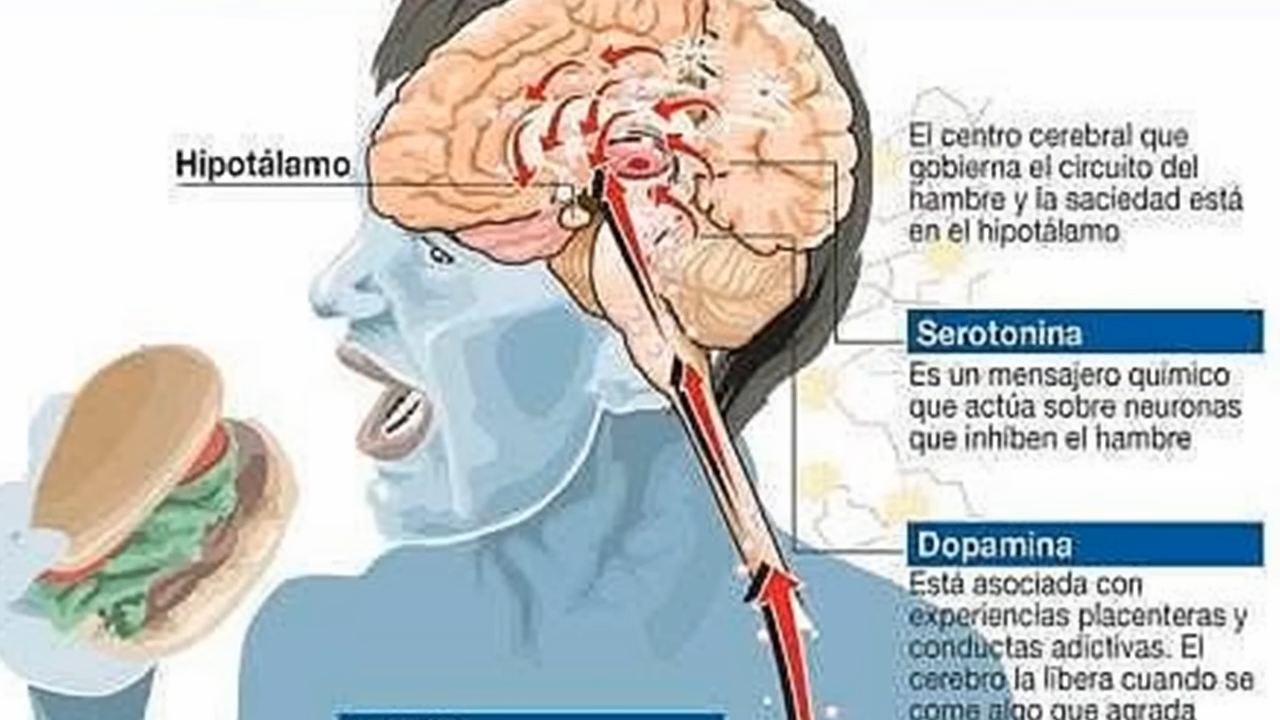 Hipotálamo
El centro cerebral que
gobierna el circuito del
hambre y la saciedad está
en el hipotálamo
Serotonina
Es un mensajero químico
que actúa sobre neuronas
que inhiben el hambre
Dopamina
Está asociada con
experiencias placenteras y
conductas adictivas. El
cerebro la libera cuando se
come algo que agrada